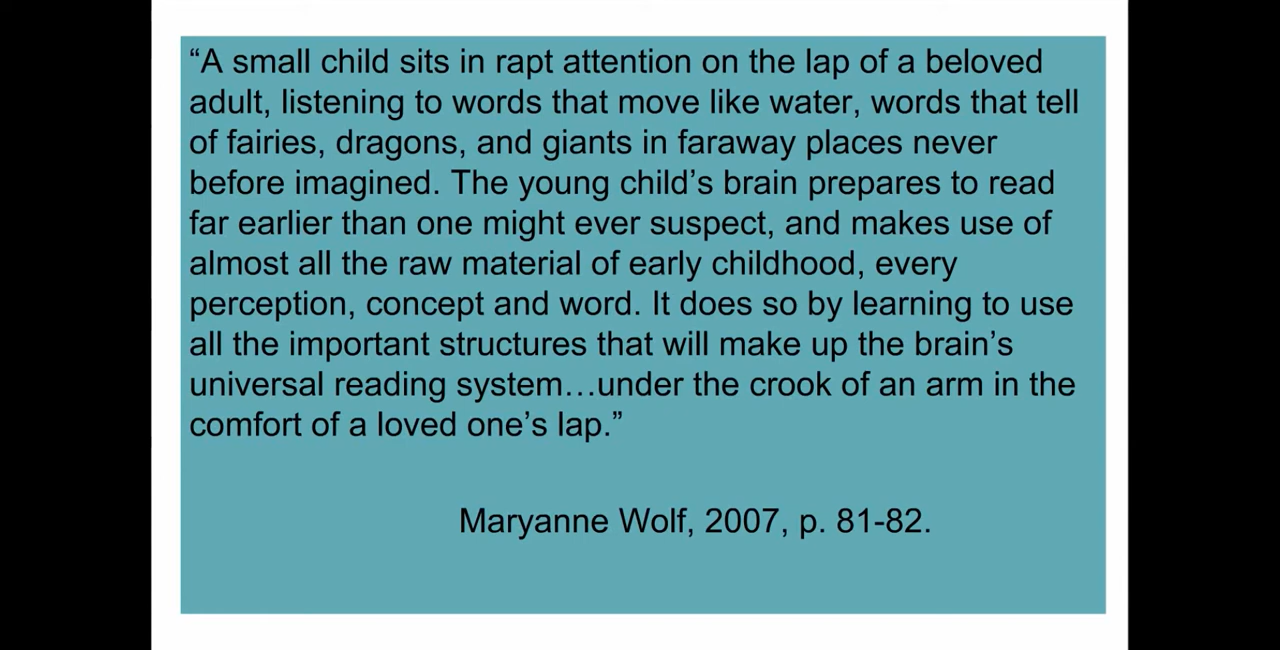 “A small child sits in rapt attention on the lap of a beloved
adult, listening to words that move like water, words that tell
of fairies, dragons, and giants in faraway places never
before imagined. The young child’s brain prepares to read
far earlier than one might ever suspect, and makes use of
almost all the raw material of early childhood, every
perception, concept and word. It does so by learning to use
all the important structures that will make up the brain’s
universal reading system…under the crook of an arm in the
comfort of a loved one’s lap.”
Maryanne Wolf, 2007, p. 81-82.